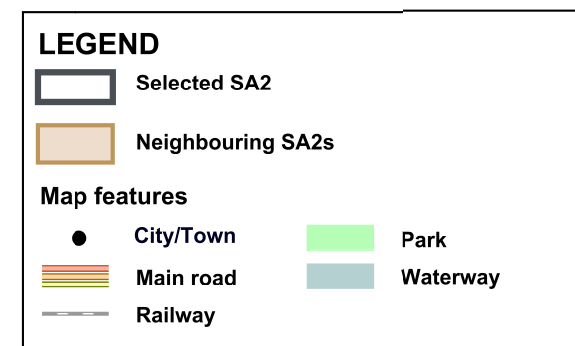 LEGEND
Selected SA2
Neighbouring SA2s
Map features
City/Town
Main road
Railway
Park
Waterway